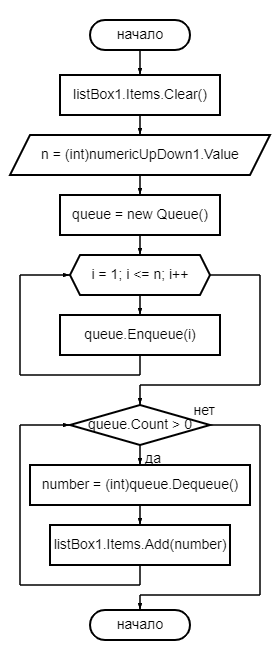 начало
listBox1.Items.Clear()
n = (int)numericUpDown1.Value
queue = new Queue()
i = 1; i <= n; i++
queue.Enqueue(i)
нет
queue.Count > 0
да
number = (int)queue.Dequeue()
listBox1.Items.Add(number)
начало